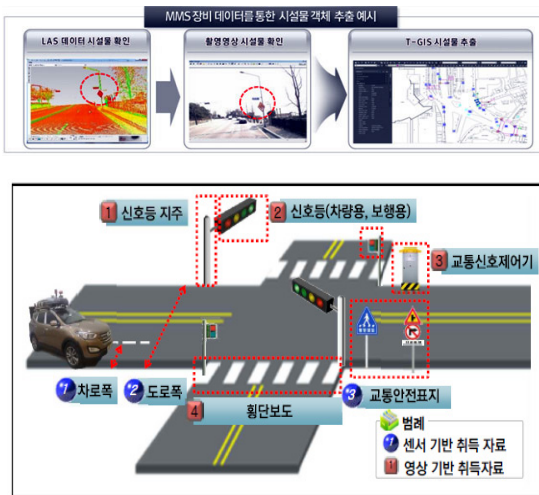 MMS 장비 데이터를 통한 시설물 객체 추출 예시
LAS 데이터 시설물 확인
촬영영상 시설물 확인
T-GIS 시설물 추출
1 신호등 지주
2 신호등(차량용, 보행용)
3 교통신호제어기
*1 차로폭
*2 도로폭
4 횡단보도
*3 교통안전표지
범례
*1 센서 기반 취득 자료
1 영상 기반 취득자료